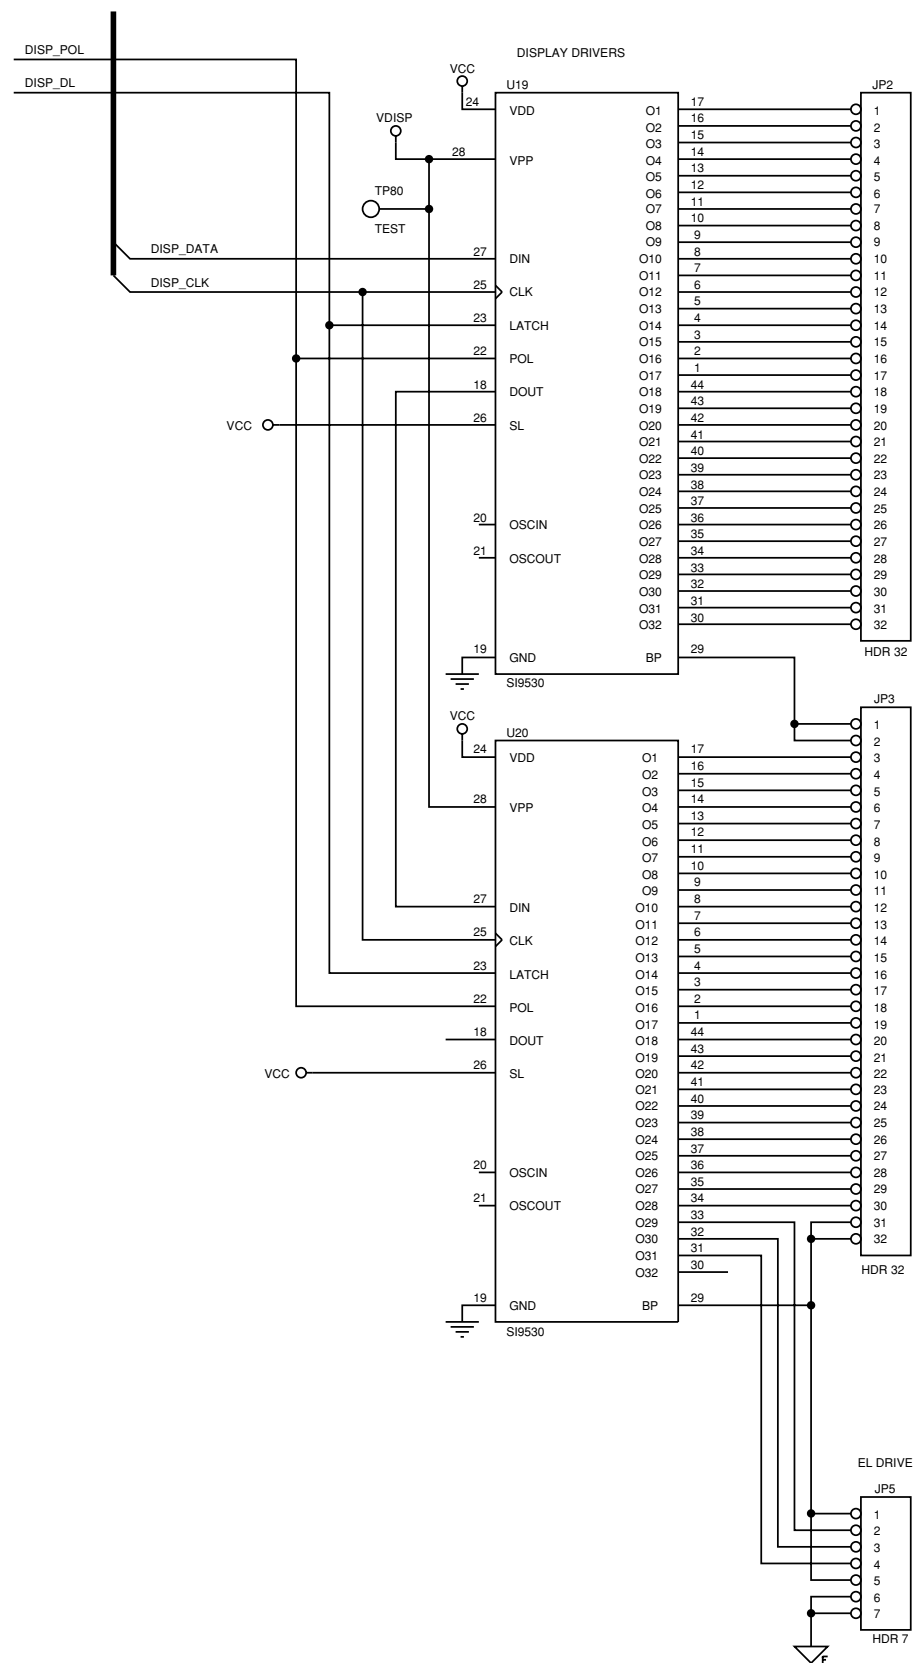 DISP_POL
DISP_DL
DISPLAY DRIVERS
VCC
U19
JP2
24 VDD O1 17 1
O2 16 2
VDISP O3 15 3
28 VPP O4 14 4
O5 13 5
TP80 O6 12 6
O7 11 7
TEST O8 10 8
DISP_DATA O9 9 9
27 DIN O10 8 10
O11 7 11
DISP_CLK 25 CLK O12 6 12
O13 5 13
23 LATCH O14 4 14
O15 3 15
22 POL O16 2 16
O17 1 17
18 DOUT O18 44 18
O19 43 19
VCC 26 SL O20 42 20
O21 41 21
O22 40 22
O23 39 23
O24 38 24
O25 37 25
20 OSCIN O26 36 26
O27 35 27
21 OSCOUT O28 34 28
O29 33 29
O30 32 30
O31 31 31
O32 30 32
19 GND BP 29
HDR 32
SI9530
JP3
VCC
U20
1
2
24 VDD O1 17 3
O2 16 4
O3 15 5
28 VPP O4 14 6
O5 13 7
O6 12 8
O7 11 9
O8 10 10
O9 9 11
27 DIN O10 8 12
O11 7 13
25 CLK O12 6 14
O13 5 15
23 LATCH O14 4 16
O15 3 17
22 POL O16 2 18
O17 1 19
18 DOUT O18 44 20
O19 43 21
VCC 26 SL O20 42 22
O21 41 23
O22 40 24
O23 39 25
O24 38 26
O25 37 27
20 OSCIN O26 36 28
O27 35 29
21 OSCOUT O28 34 30
O29 33 31
O30 32 32
O31 31
O32 30
HDR 32
19 GND BP 29
SI9530
EL DRIVE
JP5
1
2
3
4
5
6
7
HDR 7
F